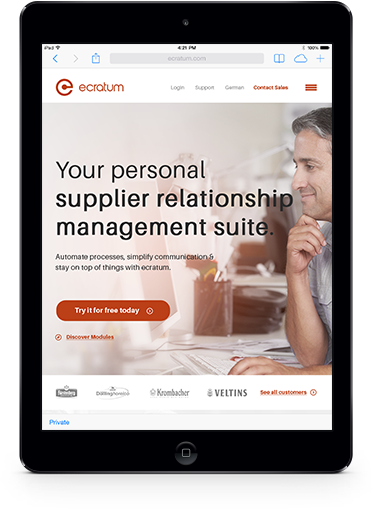 iPad
4:21 PM
100%
ecratum.com
ecratum
Login
Support
German
Contact Sales
Your personal
supplier relationship
management suite.
Automate processes, simplify communication &
stay on top of things with ecratum.
Try it for free today
Discover Modules
Krombacher
VELTINS
See all customers
Private